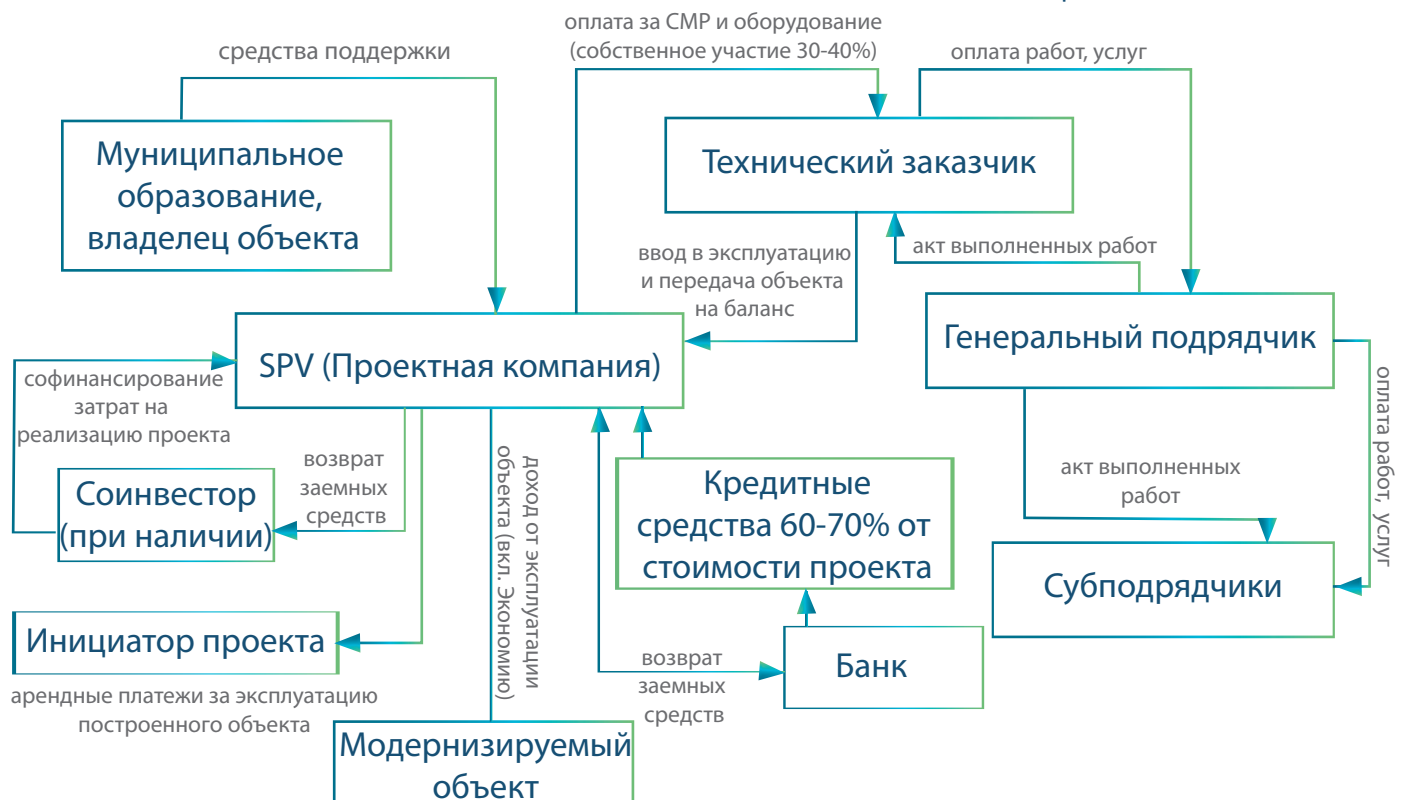 оплата за СМР и оборудование
(собственное участие 30-40%)
средства поддержки
оплата работ, услуг
Муниципальное
образование,
владелец объекта
Технический заказчик
ввод в эксплуатацию
и передача объекта
на баланс
акт выполненных работ
SPV (Проектная компания)
Генеральный подрядчик
софинансирование
затрат на
реализацию проекта
оплата работ, услуг
возврат
заемных
средств
Соинвестор
(при наличии)
доход от эксплуатации
объекта (вкл. Экономию)
Кредитные
средства 60-70% от
стоимости проекта
акт выполненных
работ
Субподрядчики
Инициатор проекта
арендные платежи за эксплуатацию
построенного объекта
возврат
заемных
средств
Банк
Модернизируемый
объект